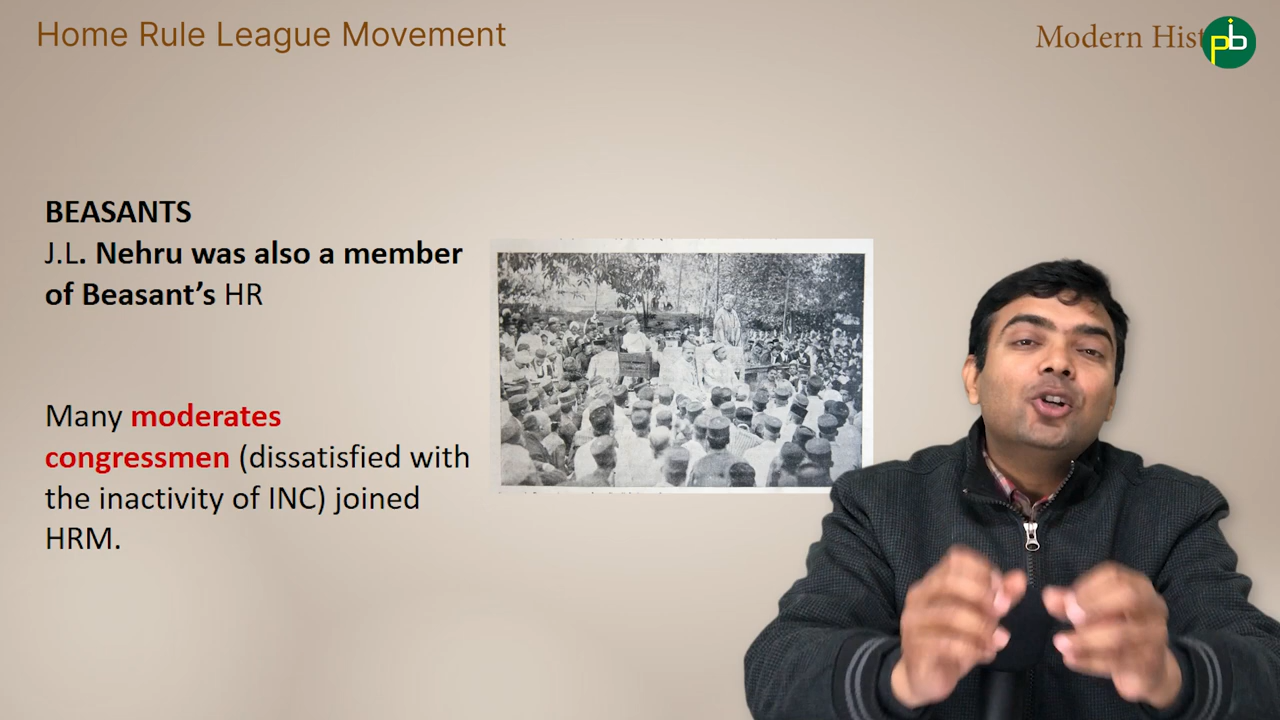 Home Rule League Movement
Modern Hist
pib
BEASANTS
J.L. Nehru was also a member
of Beasant’s HR
Many moderates
congressmen (dissatisfied with
the inactivity of INC) joined
HRM.